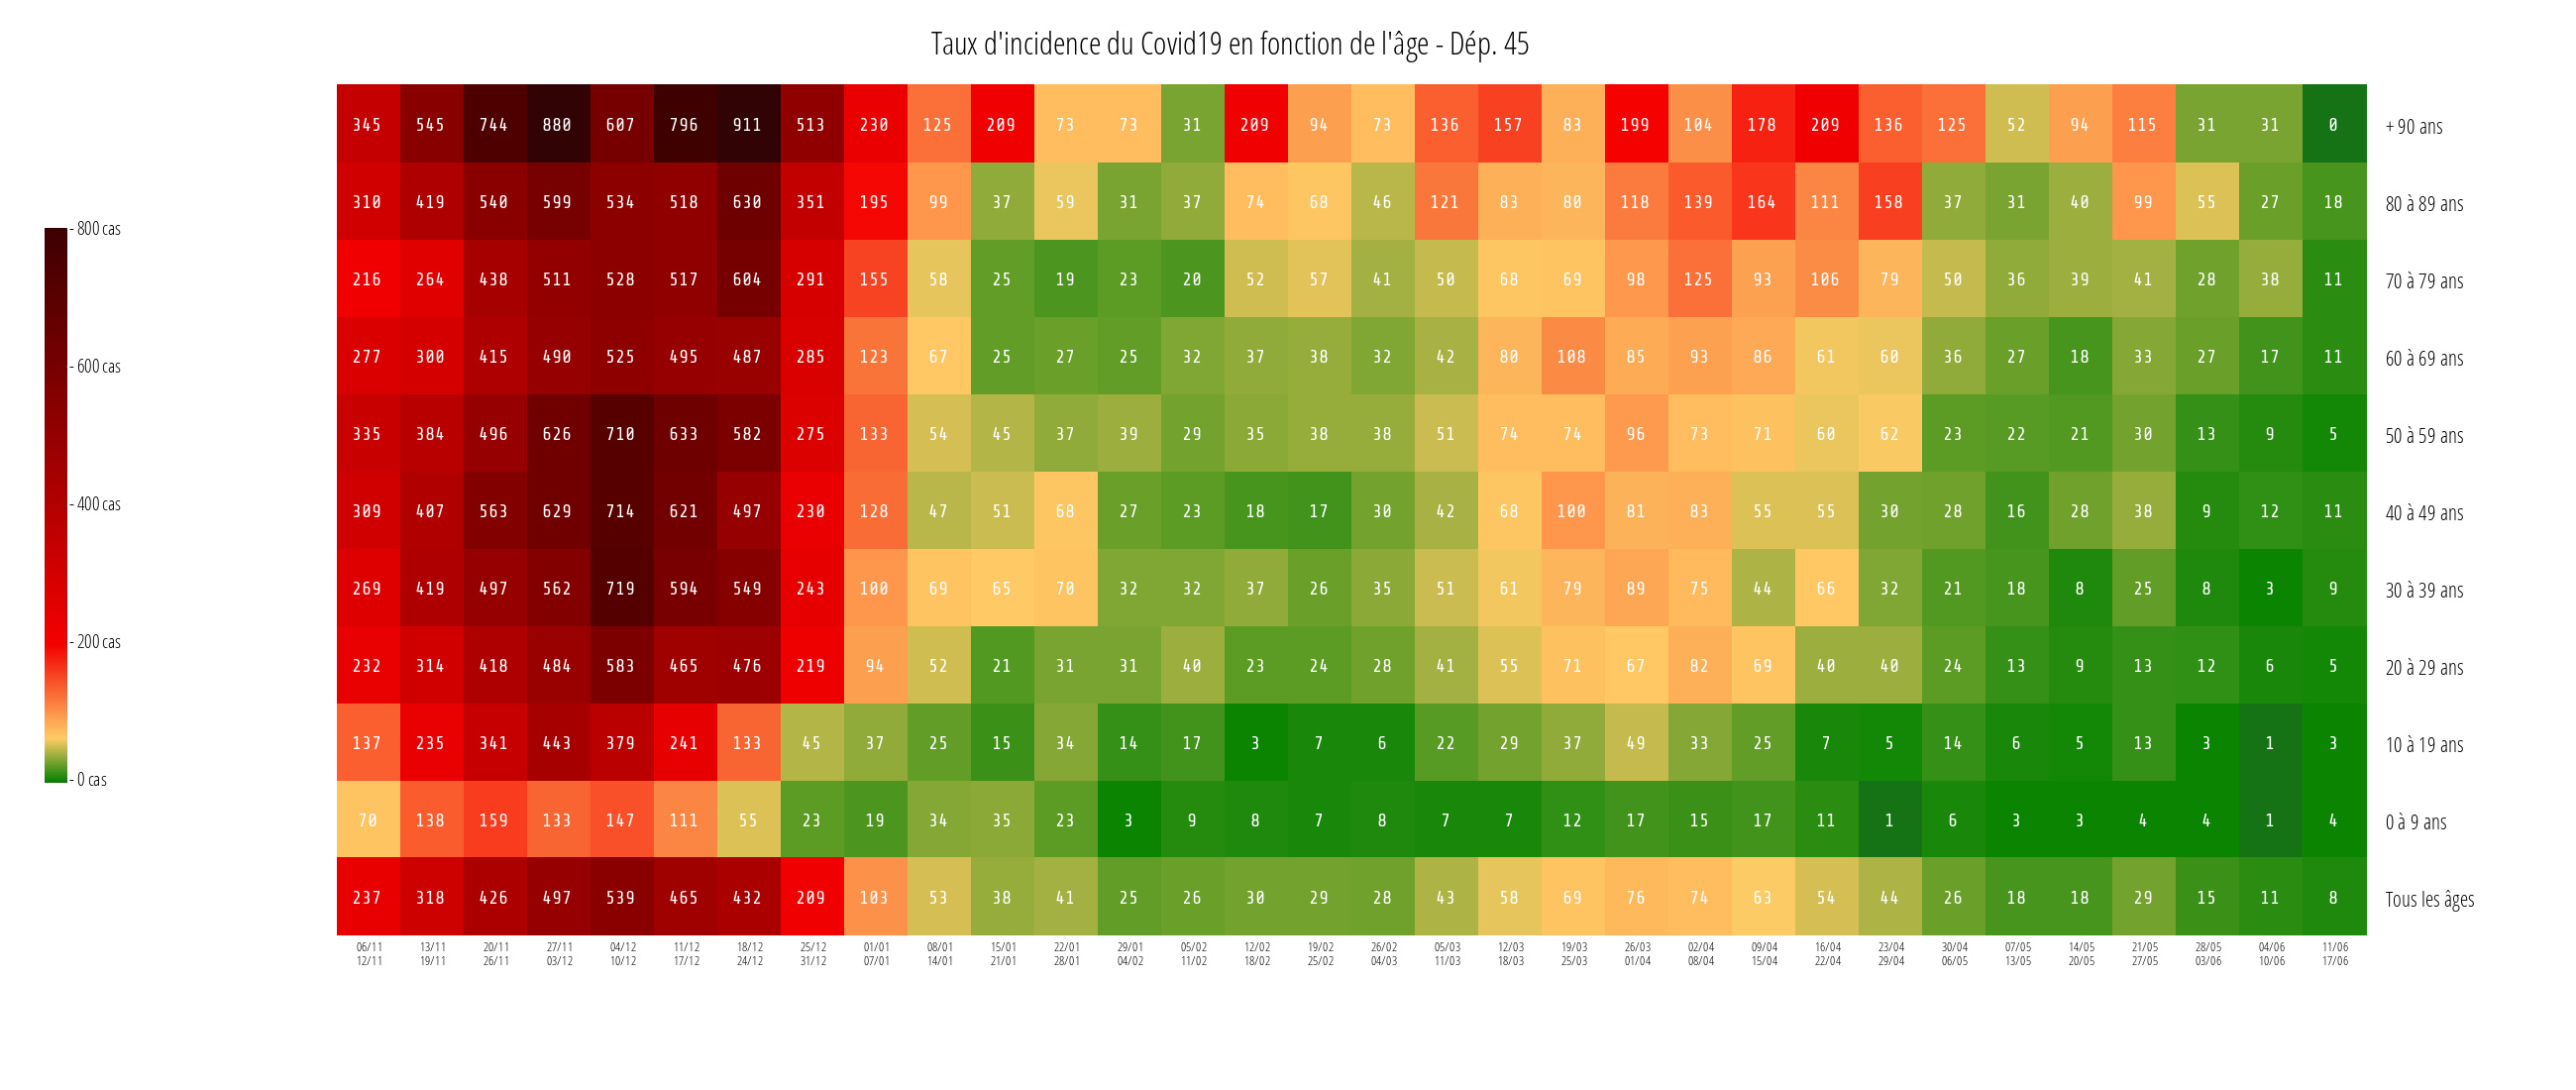 Taux d'incidence du Covid19 en fonction de l'âge - Dép. 45
- 800 cas
- 600 cas
- 400 cas
- 200 cas
- 0 cas
345 545 744 880 607 796 911 513 230 125 209 73 73 31 209 94 73 136 157 83 199 104 178 209 136 125 52 94 115 31 31 0 + 90 ans
310 419 540 599 534 518 630 351 195 99 37 59 31 37 74 68 46 121 83 80 118 139 164 111 158 37 31 40 99 55 27 18 80 à 89 ans
216 264 438 511 528 517 604 291 155 58 25 19 23 20 52 57 41 50 68 69 98 125 93 106 79 50 36 39 41 28 38 11 70 à 79 ans
277 300 415 490 525 495 487 285 123 67 25 27 25 32 37 38 32 42 80 108 85 93 86 61 60 36 27 18 33 27 17 11 60 à 69 ans
335 384 496 626 710 633 582 275 133 54 45 37 39 29 35 38 38 51 74 74 96 73 71 60 62 23 22 21 30 13 9 5 50 à 59 ans
309 407 563 629 714 621 497 230 128 47 51 68 27 23 18 17 30 42 68 100 81 83 55 55 30 28 16 28 38 9 12 11 40 à 49 ans
269 419 497 562 719 594 549 243 100 69 65 70 32 32 37 26 35 51 61 79 89 75 44 66 32 21 18 8 25 8 3 9 30 à 39 ans
232 314 418 484 583 465 476 219 94 52 21 31 31 40 23 24 28 41 55 71 67 82 69 40 40 24 13 9 13 12 6 5 20 à 29 ans
137 235 341 443 379 241 133 45 37 25 15 34 14 17 3 7 6 22 29 37 49 33 25 7 5 14 6 5 13 3 1 3 10 à 19 ans
70 138 159 133 147 111 55 23 19 34 35 23 3 9 8 7 8 7 7 12 17 15 17 11 1 6 3 3 4 4 1 4 0 à 9 ans
237 318 426 497 539 465 432 209 103 53 38 41 25 26 30 29 28 43 58 69 76 74 63 54 44 26 18 18 29 15 11 8 Tous les âges
06/11 13/11 20/11 27/11 04/12 11/12 18/12 25/12 01/01 08/01 15/01 22/01 29/01 05/02 12/02 19/02 26/02 05/03 12/03 19/03 26/03 02/04 09/04 16/04 23/04 30/04 07/05 14/05 21/05 28/05 04/06 11/06
12/11 19/11 26/11 03/12 10/12 17/12 24/12 31/12 07/01 14/01 21/01 28/01 04/02 11/02 18/02 25/02 04/03 11/03 18/03 25/03 01/04 08/04 15/04 22/04 29/04 06/05 13/05 20/05 27/05 03/06 10/06 17/06